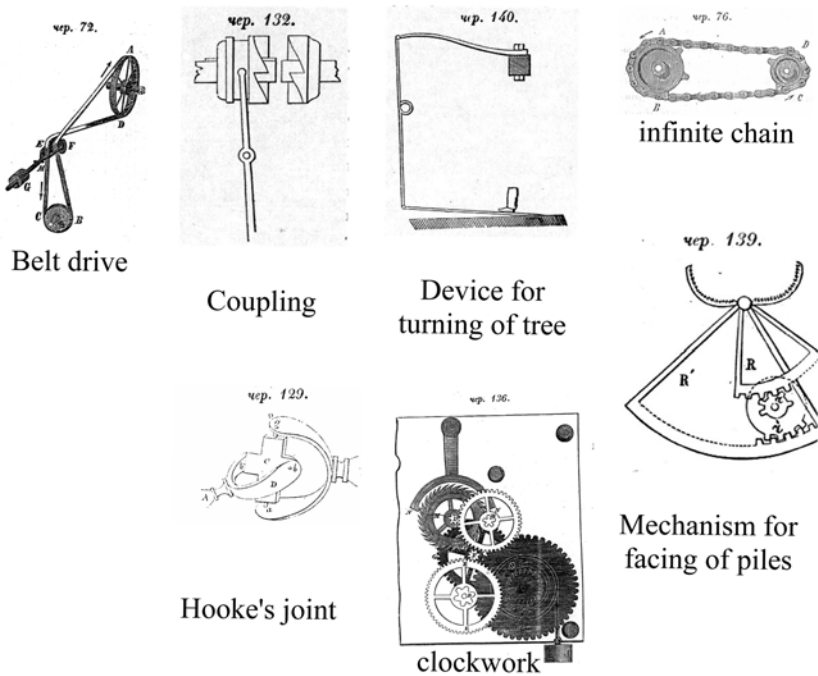 чер. 72.
A
D
E
F
M
G
C
B
Belt drive
чер. 132.
Coupling
чер. 140.
Device for
turning of tree
чер. 76.
A
D
B
C
infinite chain
чер. 129.
a
C
b
+b
D
A
a
Hooke's joint
чер. 136.
clockwork
чер. 139.
R'
R
r
Mechanism for
facing of piles